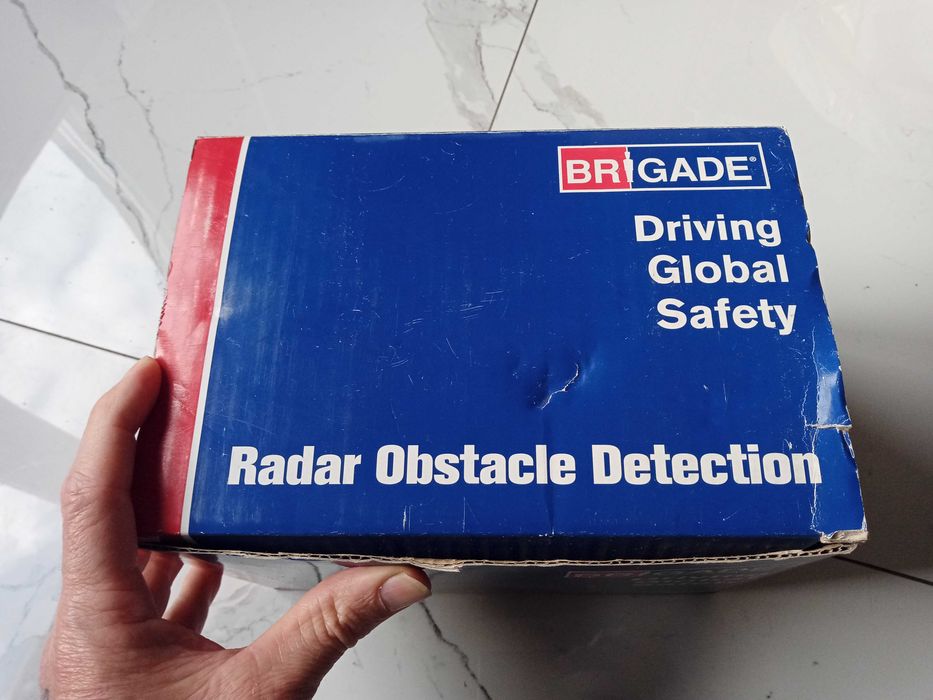 BRIGADE®
Driving
Global
Safety
Radar Obstacle Detection